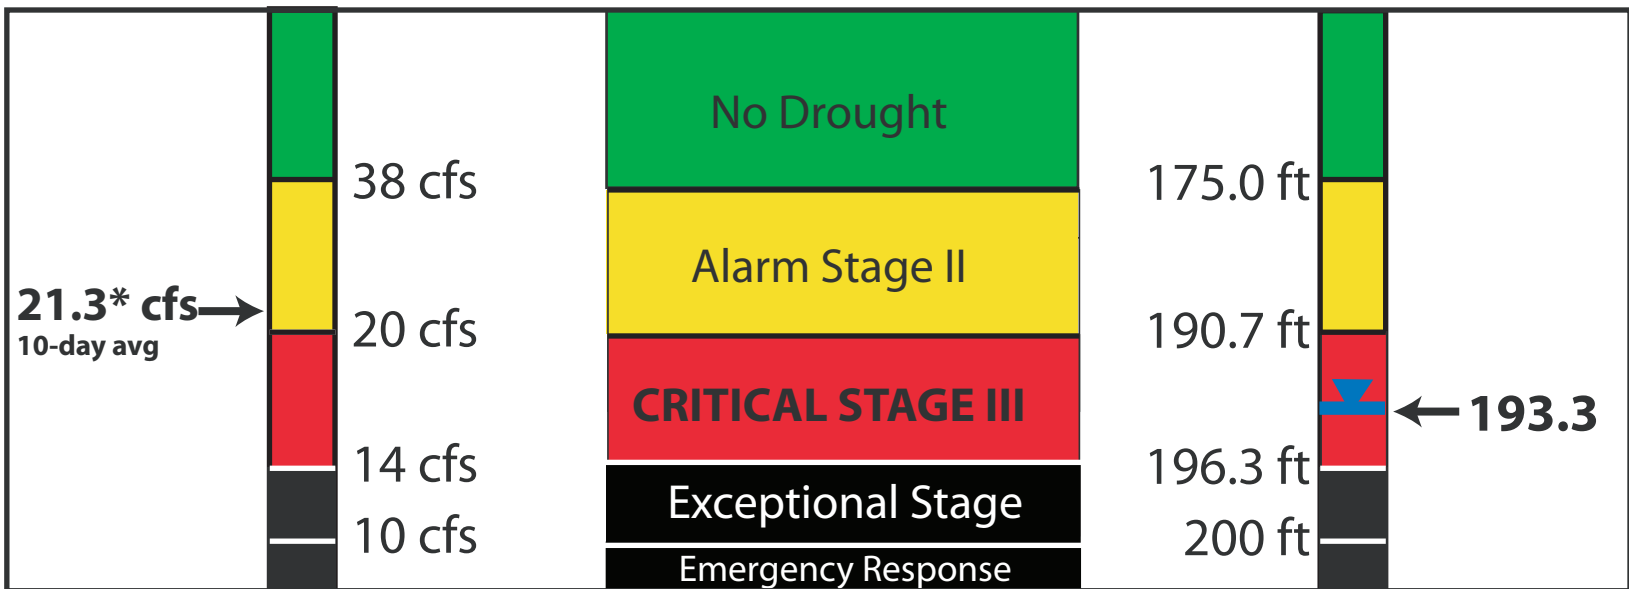 No Drought
38 cfs
175.0 ft
Alarm Stage II
21.3* cfs
10-day avg
20 cfs
190.7 ft
CRITICAL STAGE III
193.3
14 cfs
196.3 ft
Exceptional Stage
10 cfs
200 ft
Emergency Response